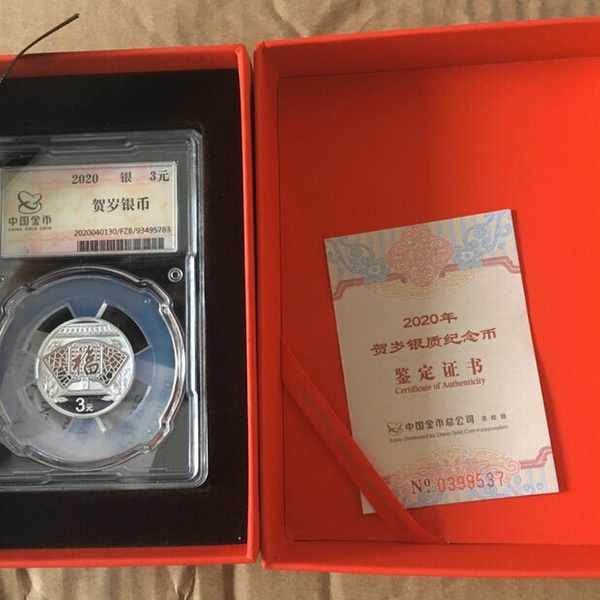 2020 银 3元
中国金币
CHINA GOLD COIN
贺岁银币
2020040130/FZB/93495783
福
3元
2020年
贺岁银质纪念币
鉴定证书
Certificate of Authenticity
中国金币总公司
Solely Distributed by China Gold Coin Incorporation
№ 0399537